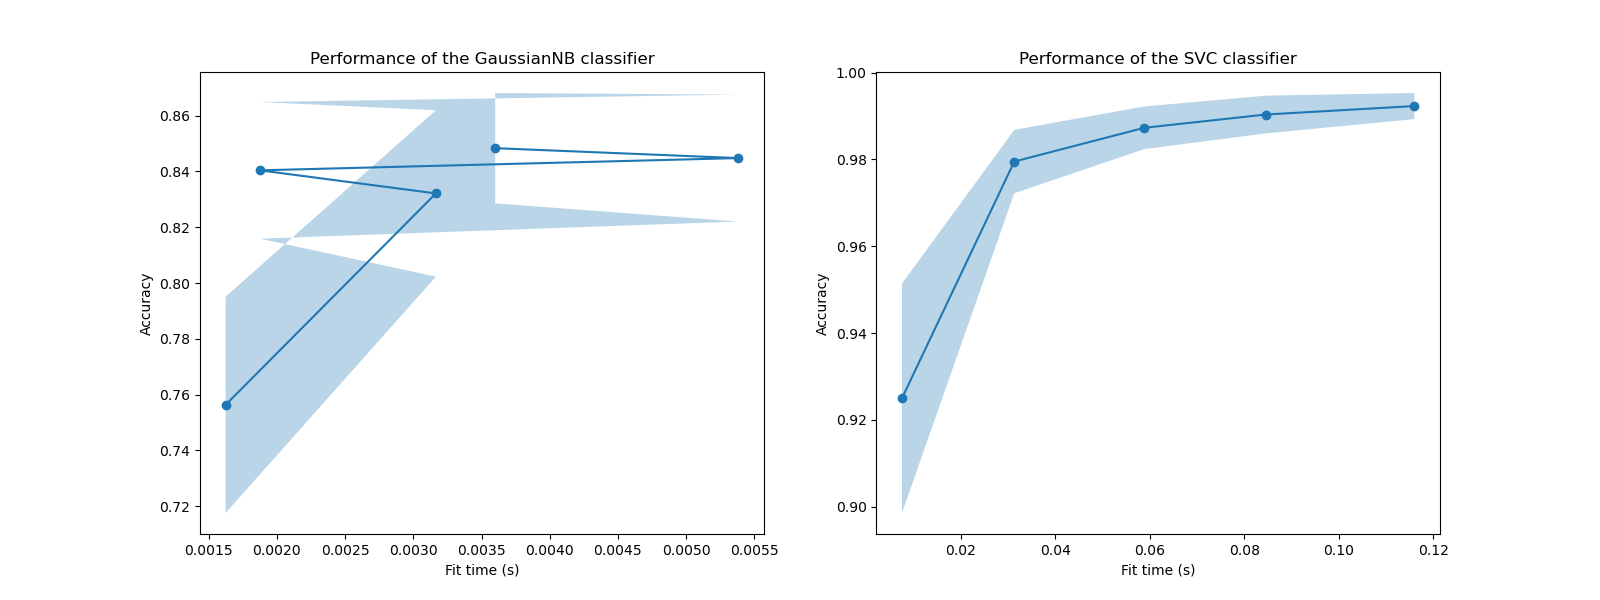 Performance of the GaussianNB classifier
Accuracy
0.86
0.84
0.82
0.80
0.78
0.76
0.74
0.72
0.0015 0.0020 0.0025 0.0030 0.0035 0.0040 0.0045 0.0050 0.0055
Fit time (s)
Performance of the SVC classifier
Accuracy
1.00
0.98
0.96
0.94
0.92
0.90
0.02 0.04 0.06 0.08 0.10 0.12
Fit time (s)